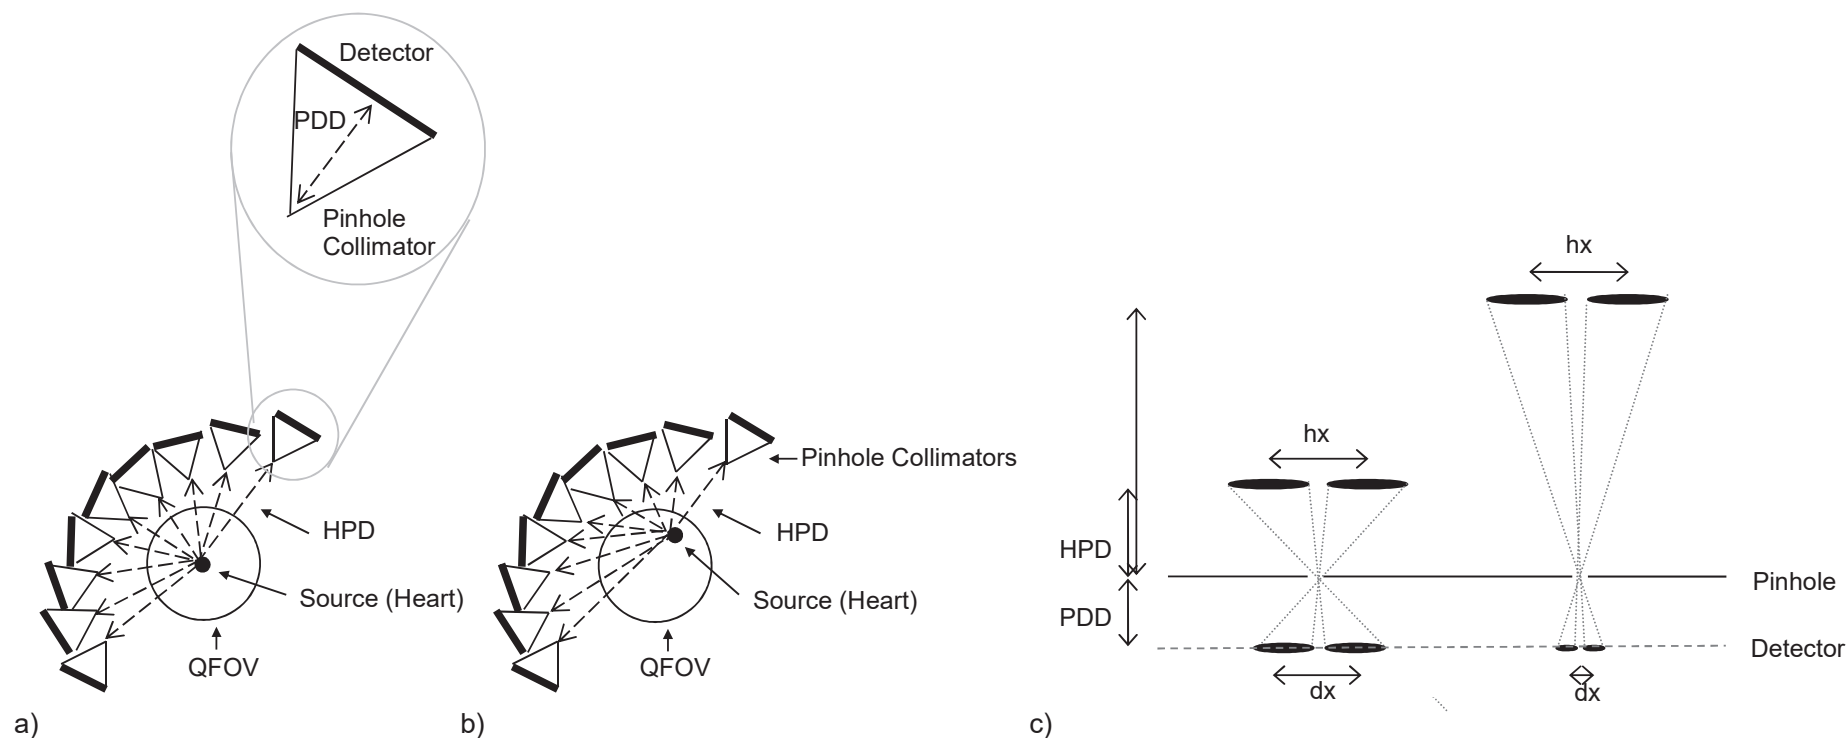 Detector
PDD
Pinhole
Collimator
HPD
Source (Heart)
QFOV
a)
Pinhole Collimators
HPD
Source (Heart)
QFOV
b)
hx
hx
HPD
Pinhole
PDD
Detector
dx
dx
c)